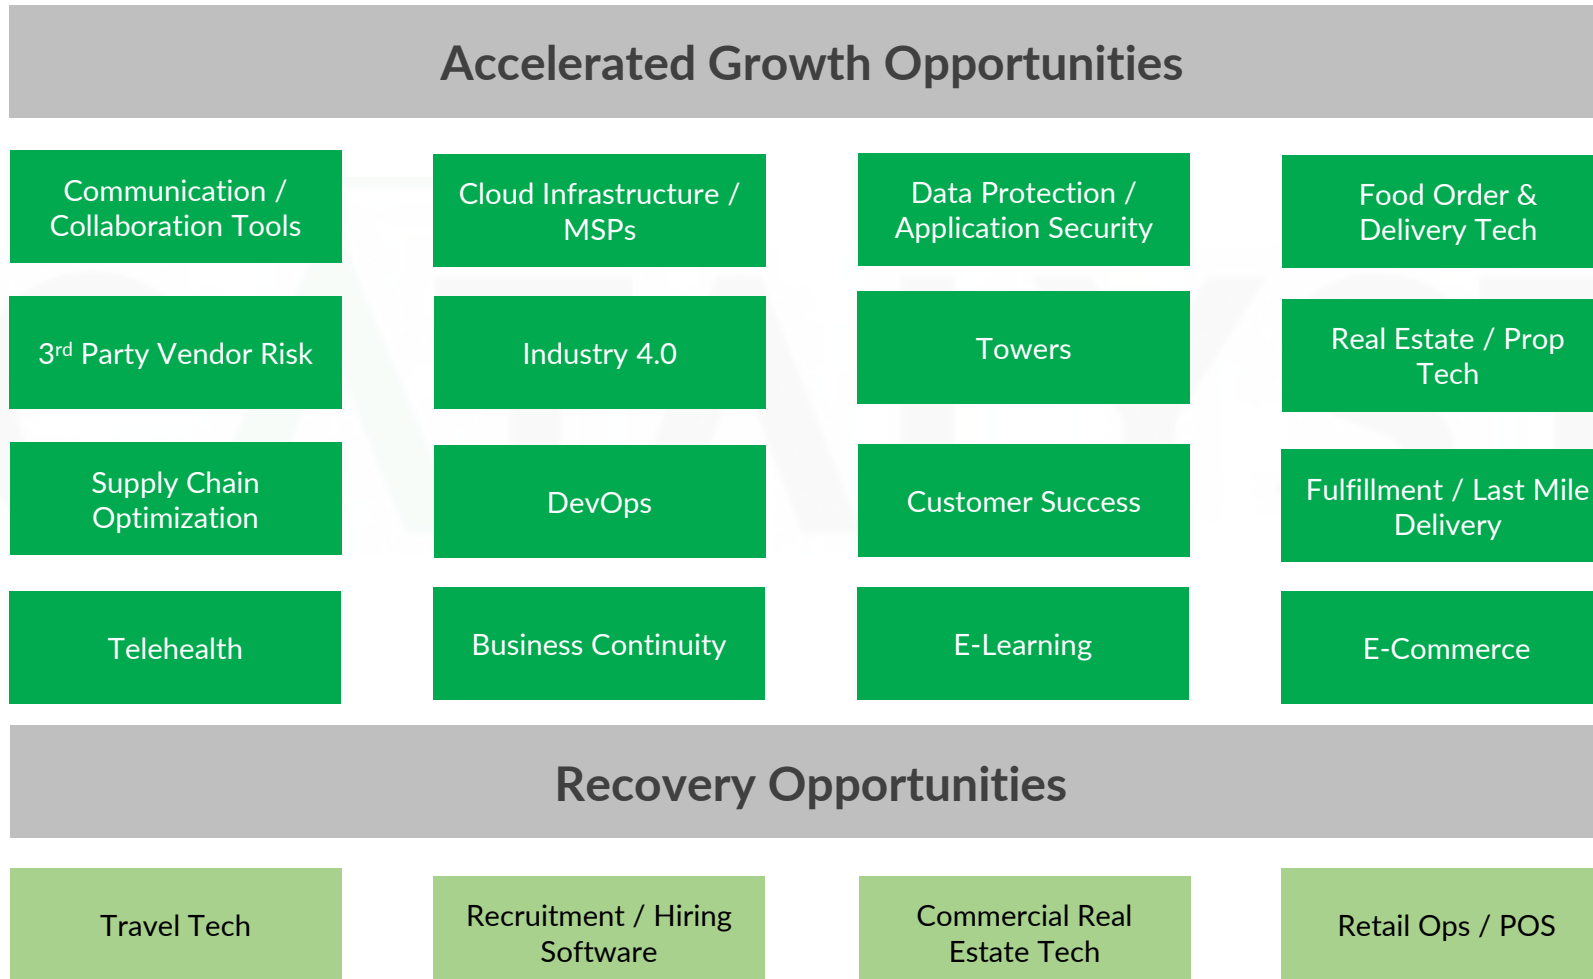 Accelerated Growth Opportunities
Communication /
Collaboration Tools
Cloud Infrastructure /
MSPs
Data Protection /
Application Security
Food Order &
Delivery Tech
3rd Party Vendor Risk
Industry 4.0
Towers
Real Estate / Prop
Tech
Supply Chain
Optimization
DevOps
Customer Success
Fulfillment / Last Mile
Delivery
Telehealth
Business Continuity
E-Learning
E-Commerce
Recovery Opportunities
Travel Tech
Recruitment / Hiring
Software
Commercial Real
Estate Tech
Retail Ops / POS